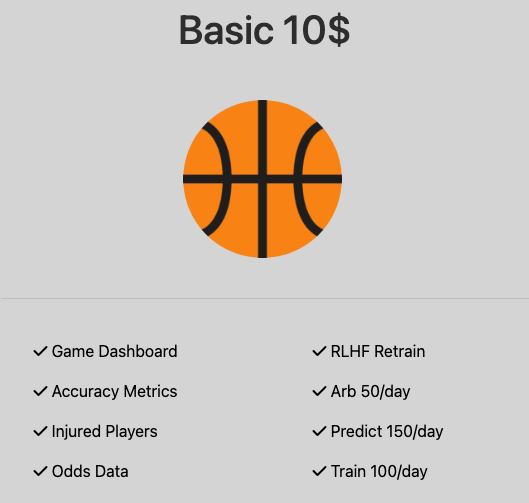 Basic 10$
Game Dashboard
RLHF Retrain
Accuracy Metrics
Arb 50/day
Injured Players
Predict 150/day
Odds Data
Train 100/day